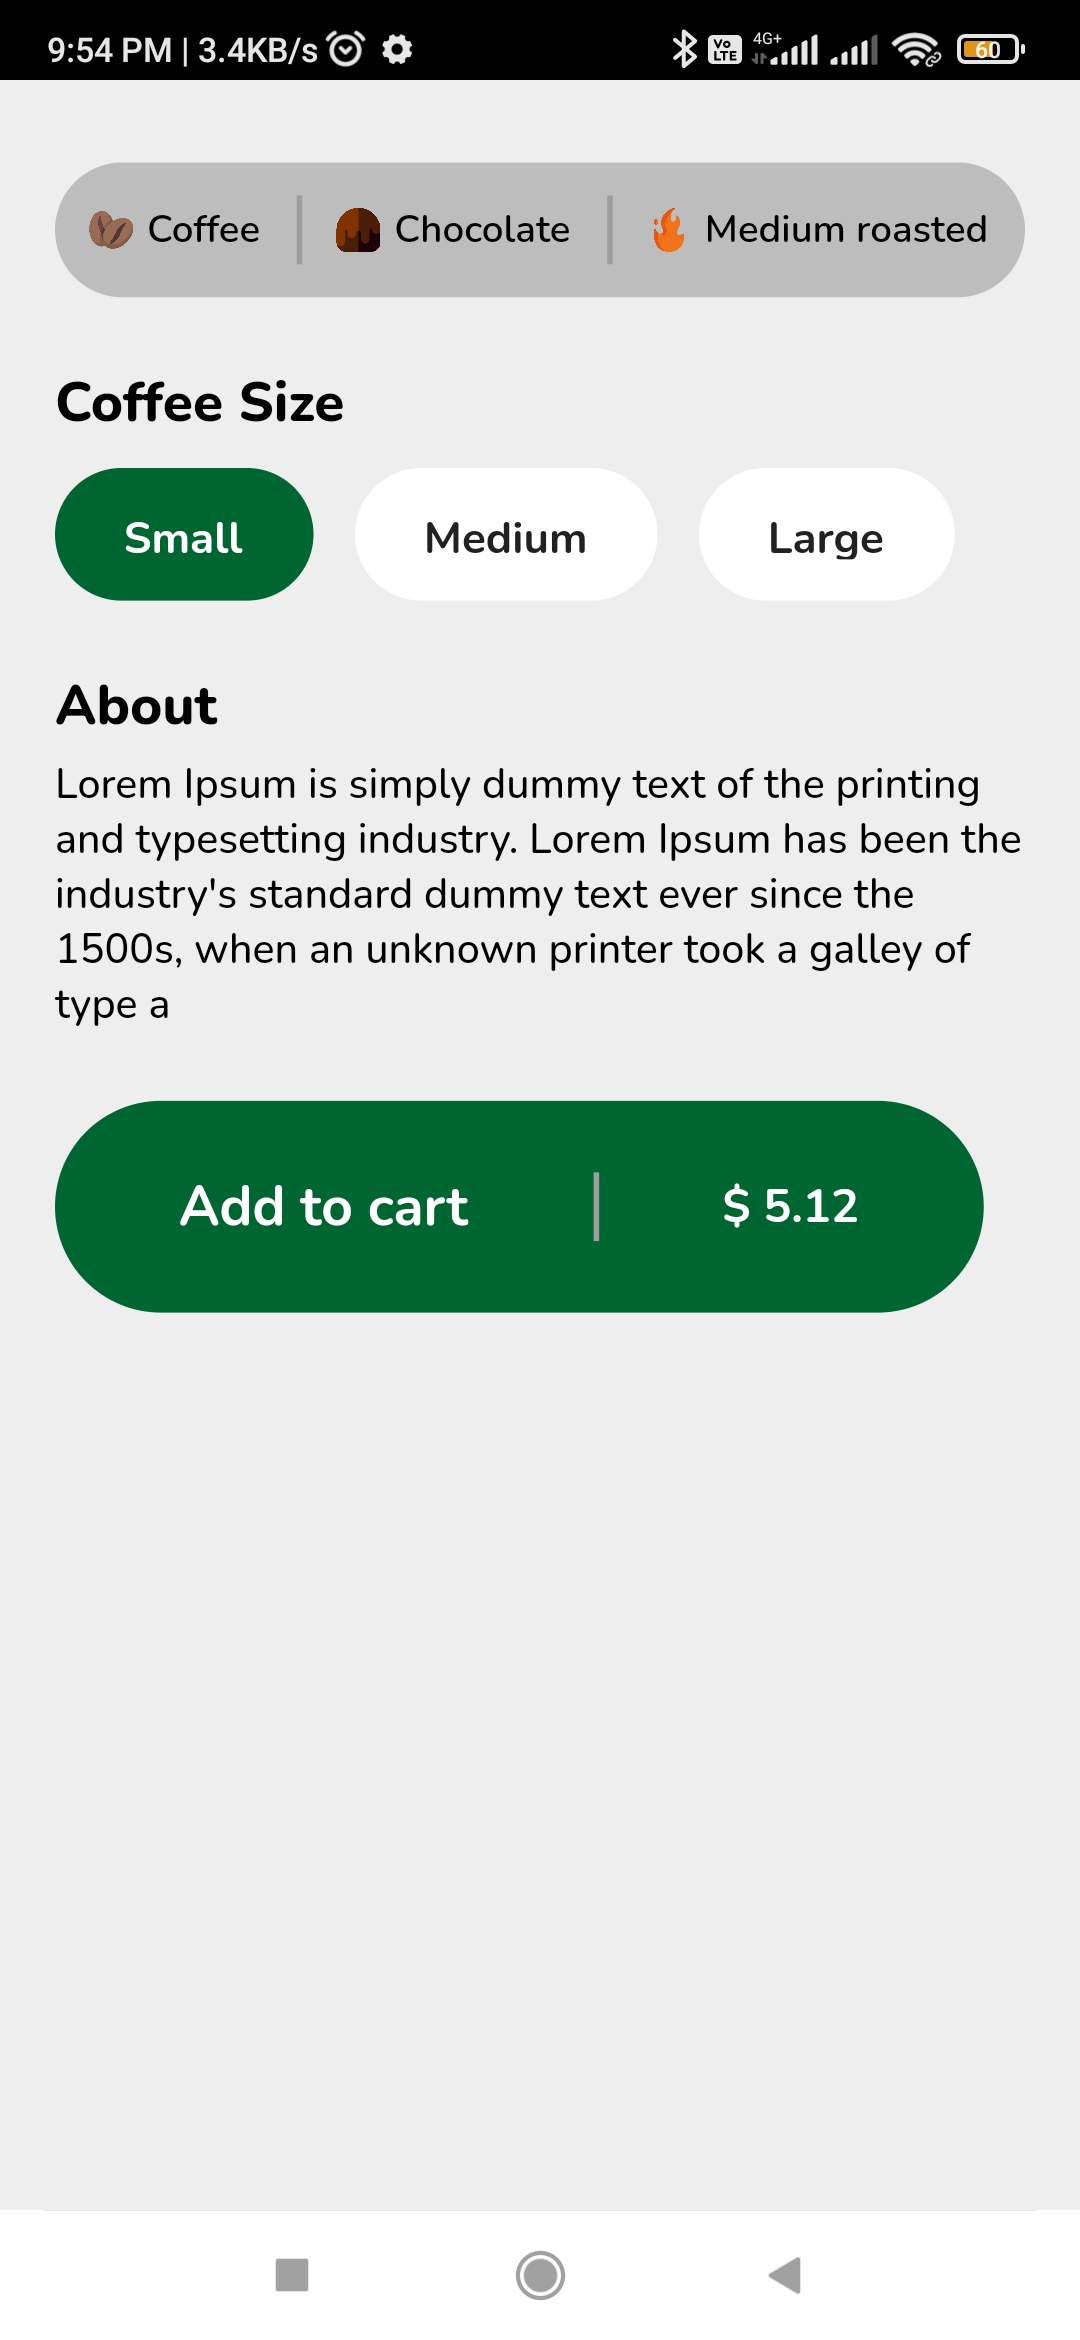 9:54 PM | 3.4KB/s Vo LTE 4G+ 60
Coffee Chocolate Medium roasted
Coffee Size
Small Medium Large
About
Lorem Ipsum is simply dummy text of the printing
and typesetting industry. Lorem Ipsum has been the
industry's standard dummy text ever since the
1500s, when an unknown printer took a galley of
type a
Add to cart $ 5.12